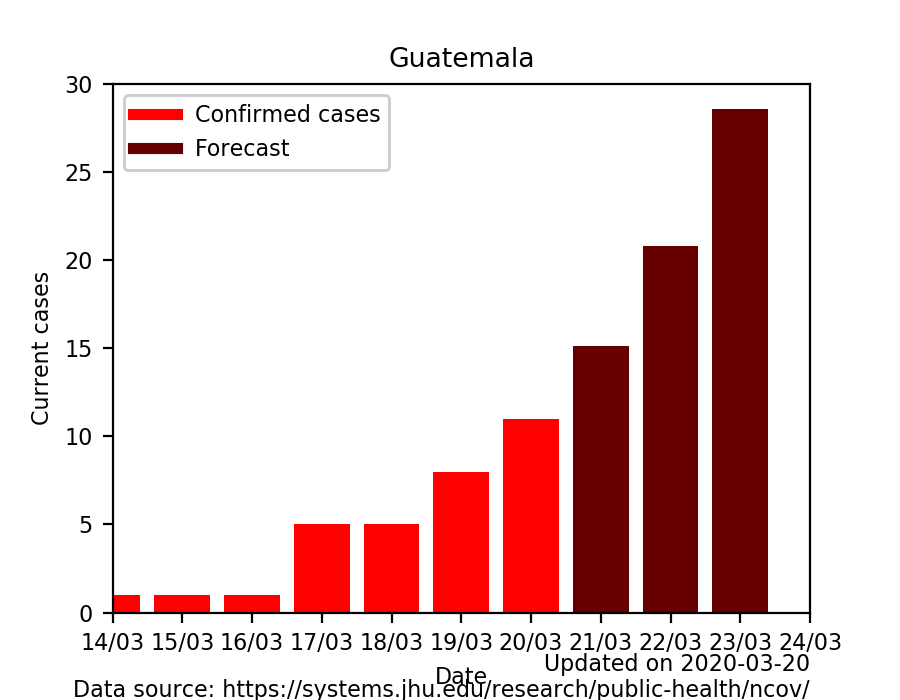 Guatemala
30
25
20
15
10
5
0
Current cases
Confirmed cases
Forecast
14/03 15/03 16/03 17/03 18/03 19/03 20/03 21/03 22/03 23/03 24/03
Updated on 2020-03-20
Date
Data source: https://systems.jhu.edu/research/public-health/ncov/